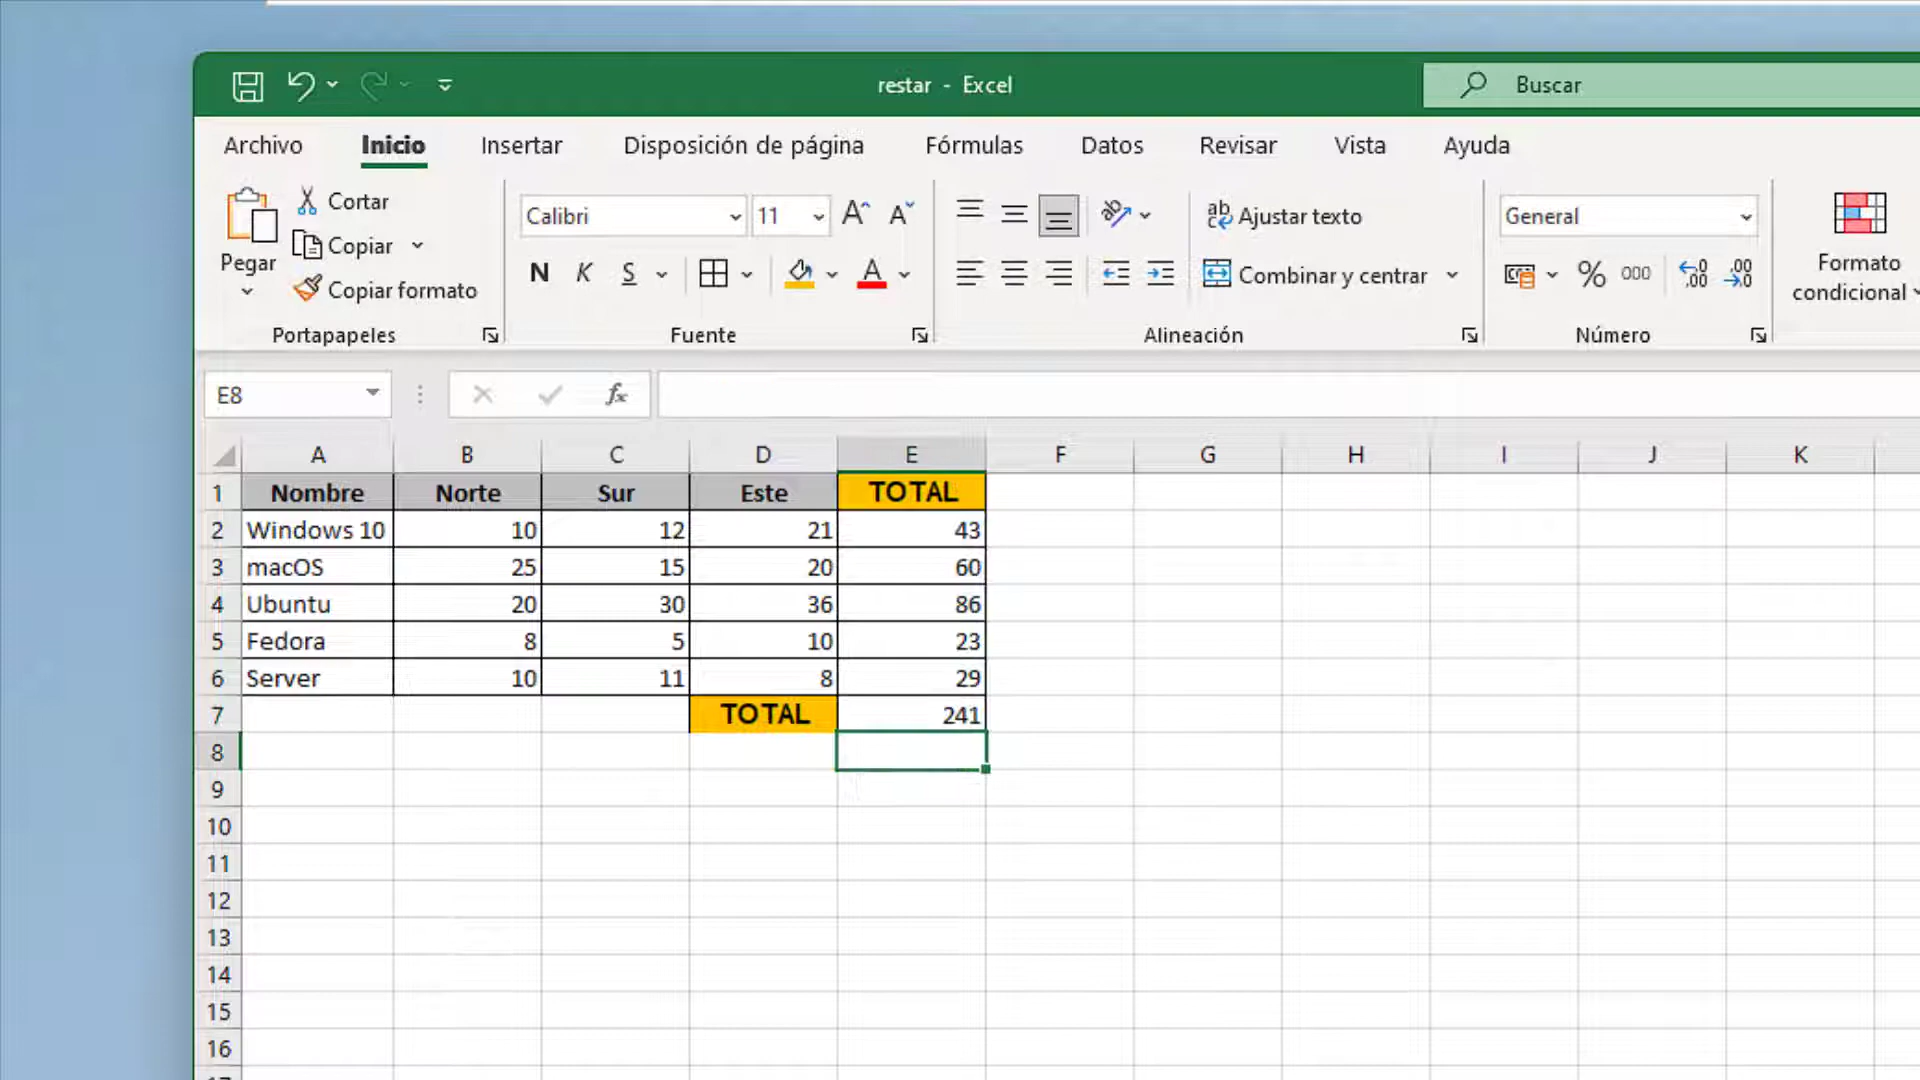 restar - Excel
Buscar
Archivo Inicio Insertar Disposición de página Fórmulas Datos Revisar Vista Ayuda
Pegar
Cortar
Copiar
Copiar formato
Portapapeles
Calibri 11 A A
N K S A
Fuente
ab
Ajustar texto
Combinar y centrar
Alineación
General
% 000 ,00 ,00
Número
Formato
condicional
E8 fx
A B C D E F G H I J K
1 Nombre Norte Sur Este TOTAL
2 Windows 10 10 12 21 43
3 macOS 25 15 20 60
4 Ubuntu 20 30 36 86
5 Fedora 8 5 10 23
6 Server 10 11 8 29
7 TOTAL 241
8
9
10
11
12
13
14
15
16